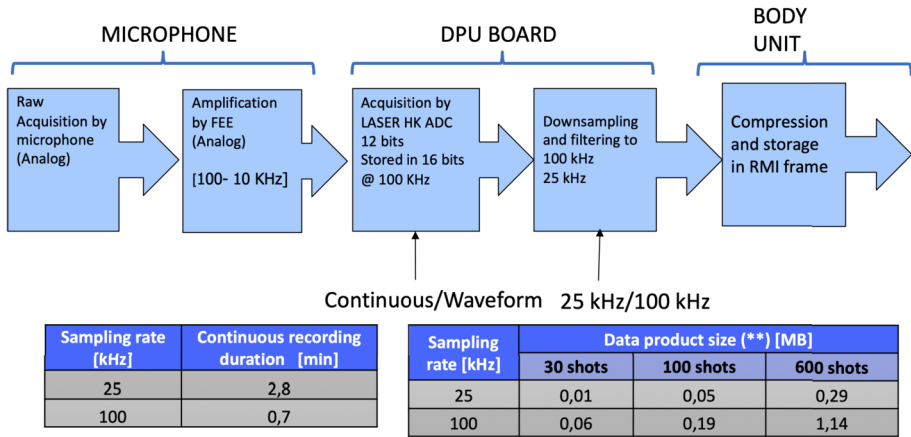 MICROPHONE
DPU BOARD
BODY
UNIT
Raw
Acquisition by
microphone
(Analog)
Amplification
by FEE
(Analog)
[100- 10 KHz]
Acquisition by
LASER HK ADC
12 bits
Stored in 16 bits
@ 100 KHz
Downsampling
and filtering to
100 kHz
25 kHz
Compression
and storage
in RMI frame
Continuous/Waveform
25 kHz/100 kHz
Sampling rate
[kHz]
Continuous recording
duration [min]
25
2,8
100
0,7
Sampling
rate [kHz]
Data product size (**) [MB]
30 shots
100 shots
600 shots
25
0,01
0,05
0,29
100
0,06
0,19
1,14